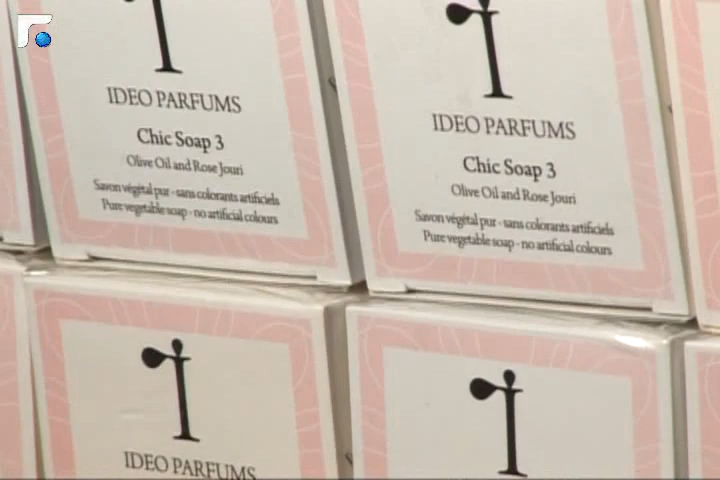 IDEO PARFUMS
Chic Soap 3
Olive Oil and Rose Jouri
Savon végétal pur - sans colorants artificiels
Pure vegetable soap - no artificial colours
IDEO PARFUMS
Chic Soap 3
Olive Oil and Rose Jouri
Savon végétal pur - sans colorants artificiels
Pure vegetable soap - no artificial colours
IDEO PARFUMS